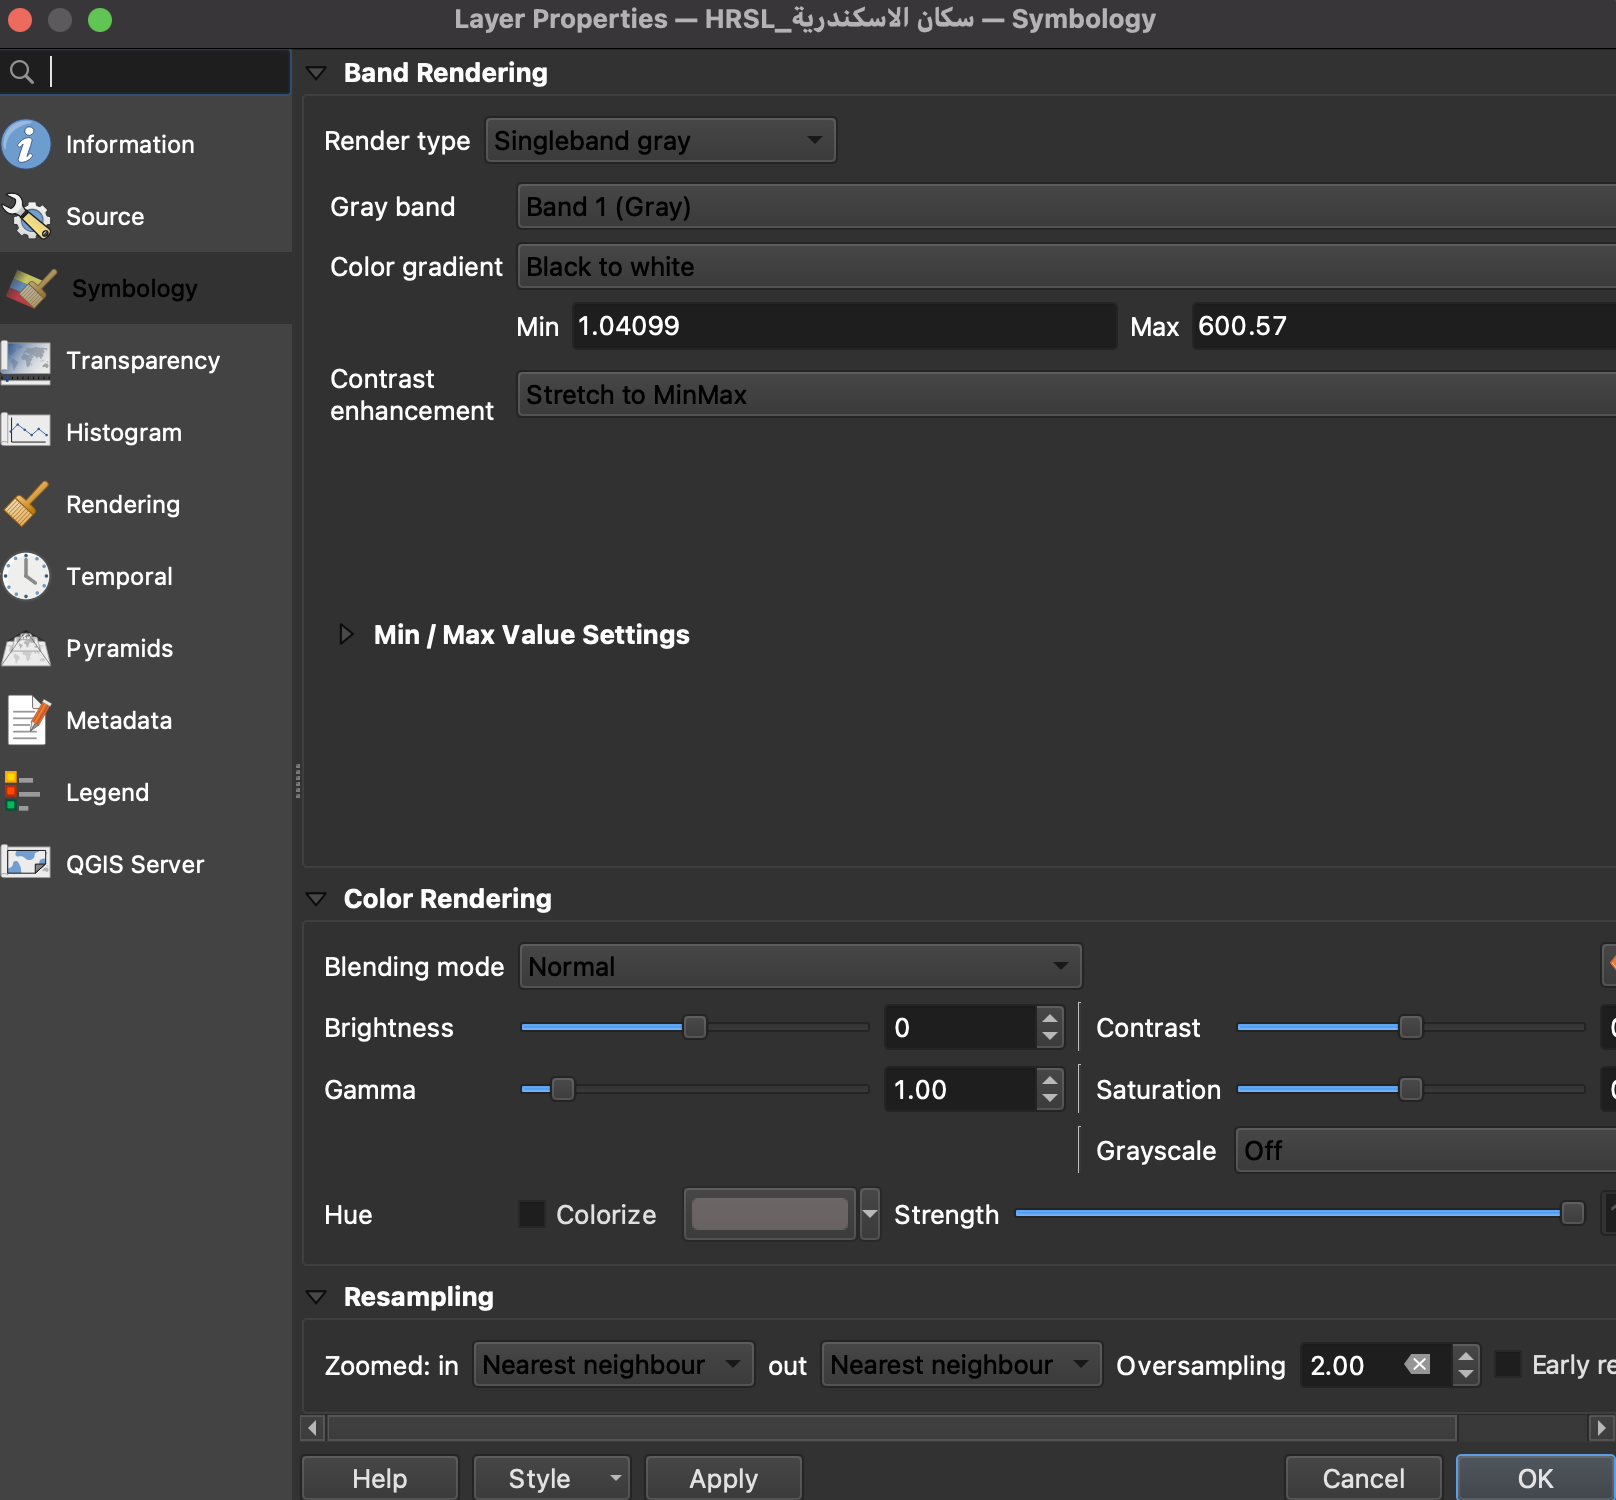 Layer Properties — HRSL_سكان الاسكندرية — Symbology
Information
Source
Symbology
Transparency
Histogram
Rendering
Temporal
Pyramids
Metadata
Legend
QGIS Server
Band Rendering
Render type Singleband gray
Gray band Band 1 (Gray)
Color gradient Black to white
Min 1.04099 Max 600.57
Contrast
enhancement Stretch to MinMax
Min / Max Value Settings
Color Rendering
Blending mode Normal
Brightness 0 Contrast
Gamma 1.00 Saturation
Grayscale Off
Hue Colorize Strength
Resampling
Zoomed: in Nearest neighbour out Nearest neighbour Oversampling 2.00 Early
Help Style Apply Cancel OK